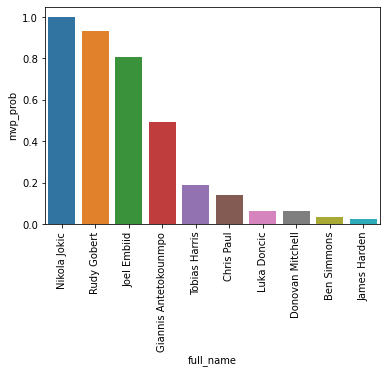 1.0
0.8
0.6
0.4
0.2
0.0
mvp_prob
Nikola Jokic
Rudy Gobert
Joel Embiid
Giannis Antetokounmpo
Tobias Harris
Chris Paul
Luka Doncic
Donovan Mitchell
Ben Simmons
James Harden
full_name